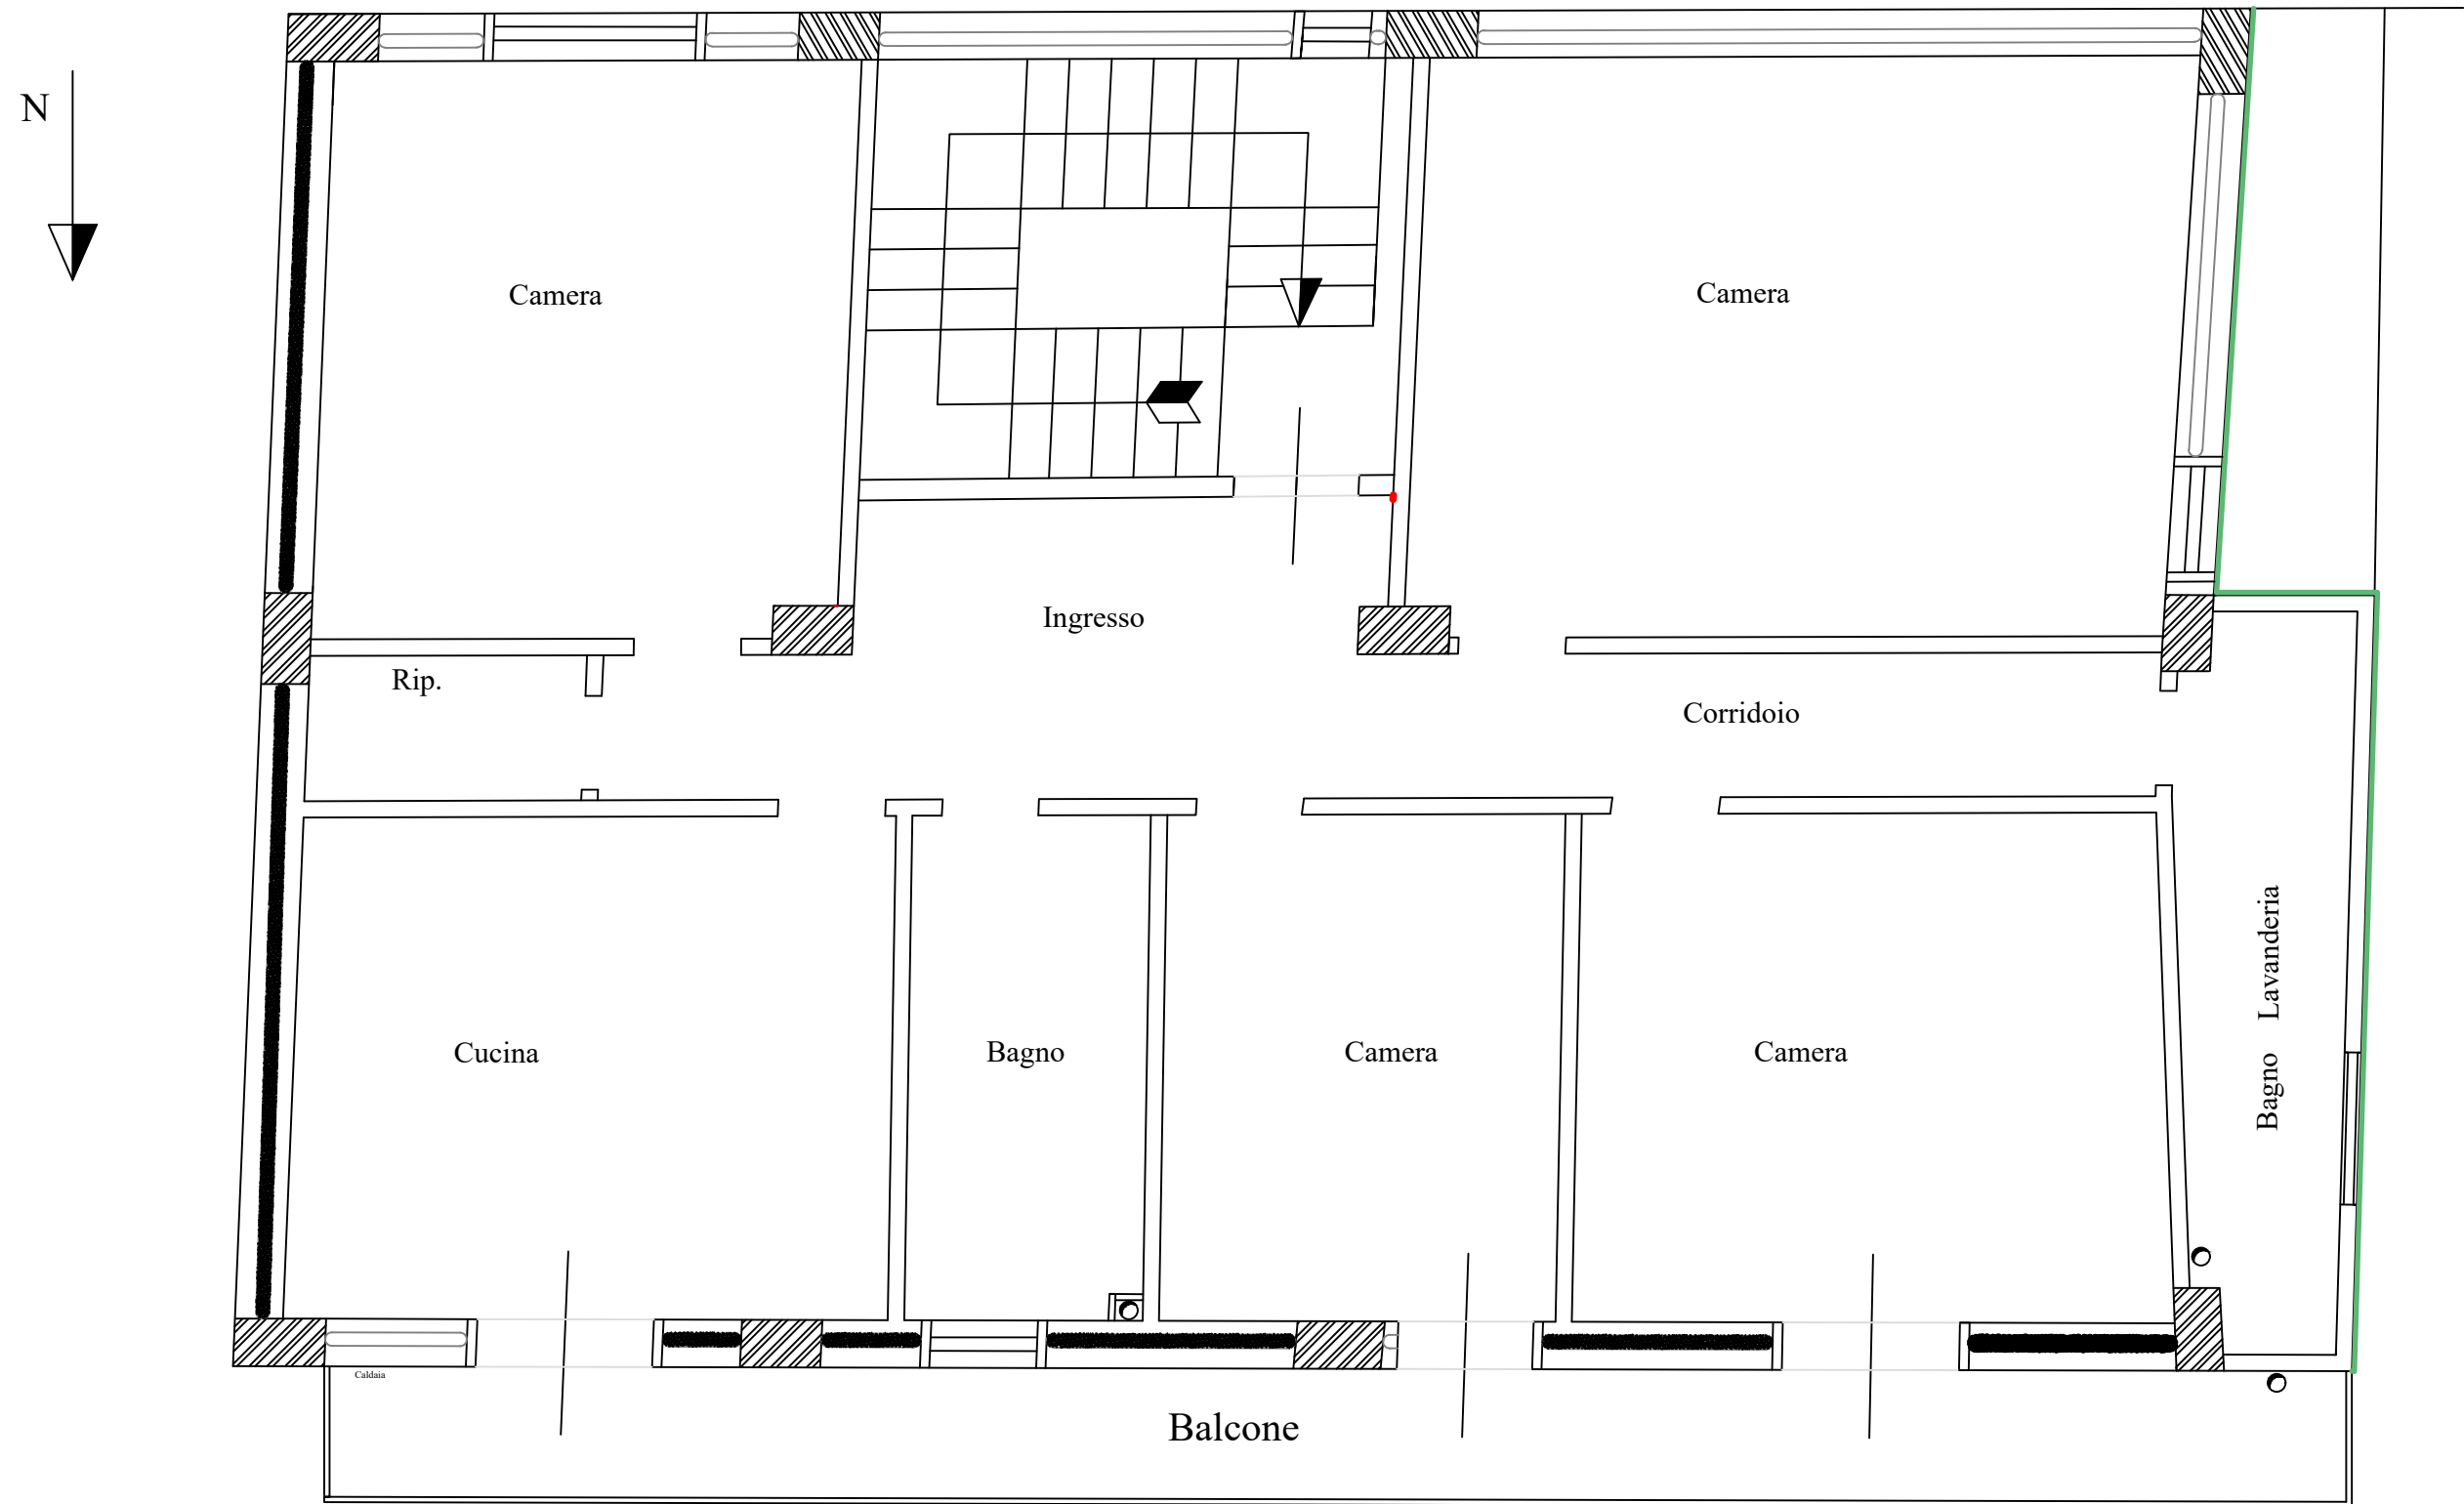 N
Camera
Camera
Ingresso
Rip.
Corridoio
Cucina
Bagno
Camera
Camera
Bagno Lavanderia
Caldaia
Balcone